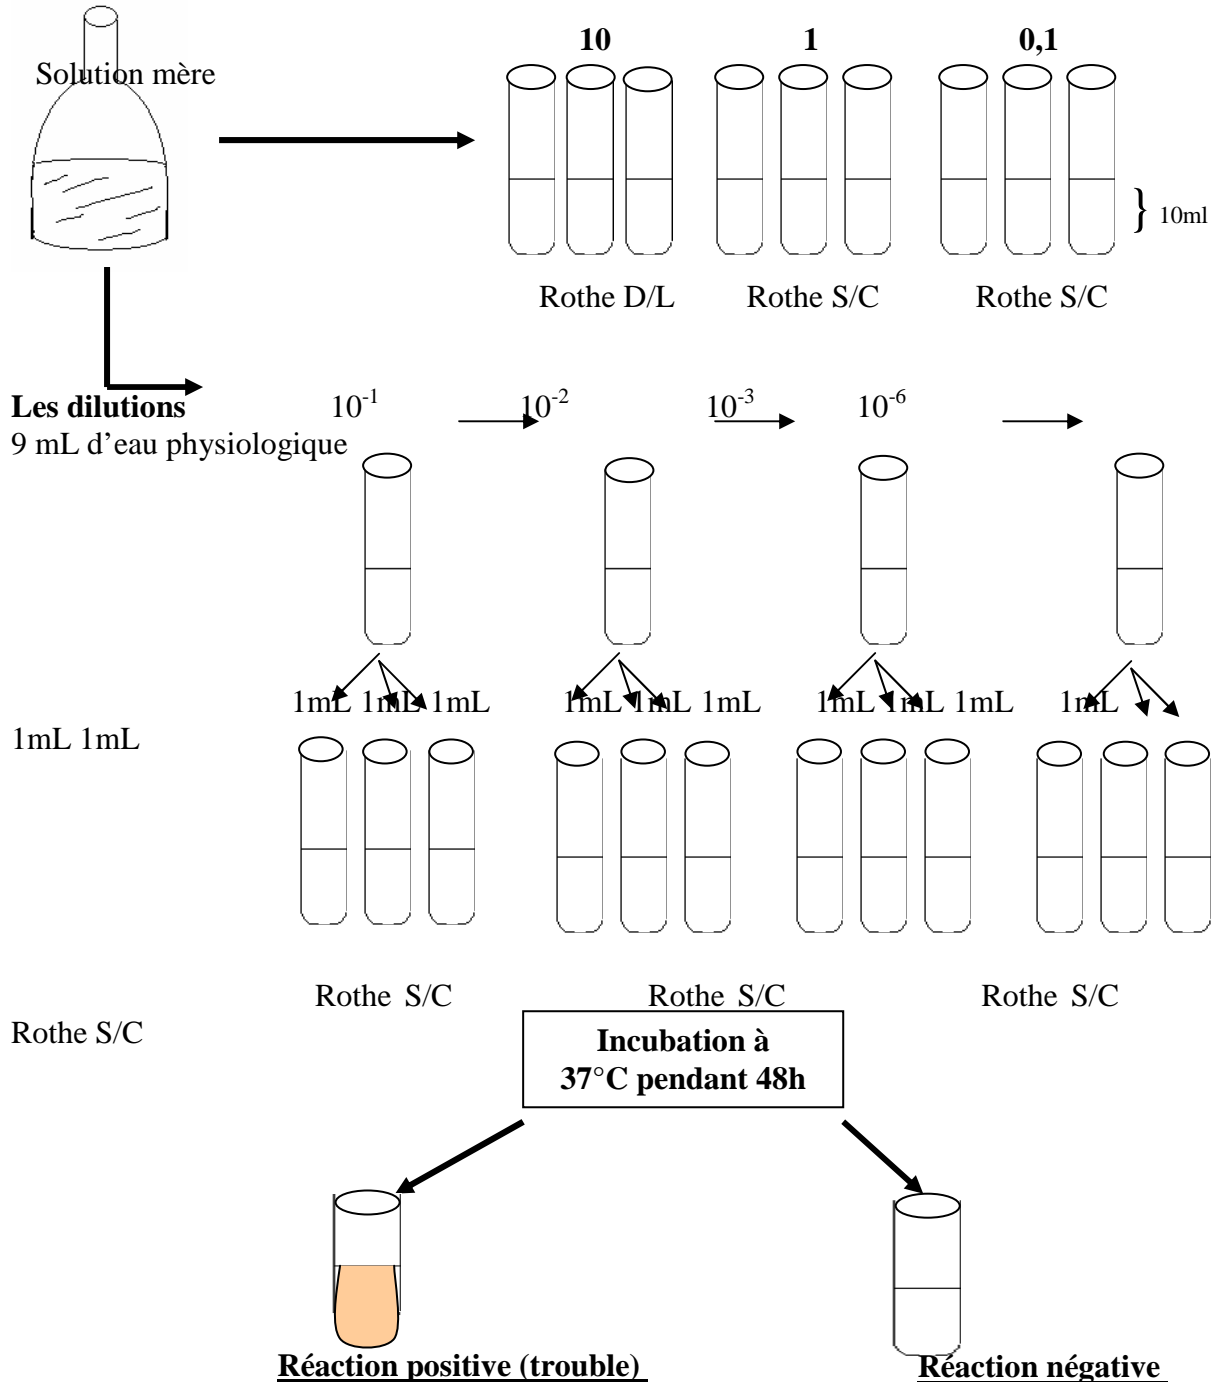 10 1 0,1
Solution mère
} 10ml
Rothe D/L Rothe S/C Rothe S/C
Les dilutions 10-1 10-2 10-3 10-6
9 mL d'eau physiologique
1mL 1mL 1mL 1mL 1mL 1mL 1mL 1mL 1mL 1mL
1mL 1mL
Rothe S/C Rothe S/C Rothe S/C
Rothe S/C
Incubation à
37°C pendant 48h
Réaction positive (trouble) Réaction négative